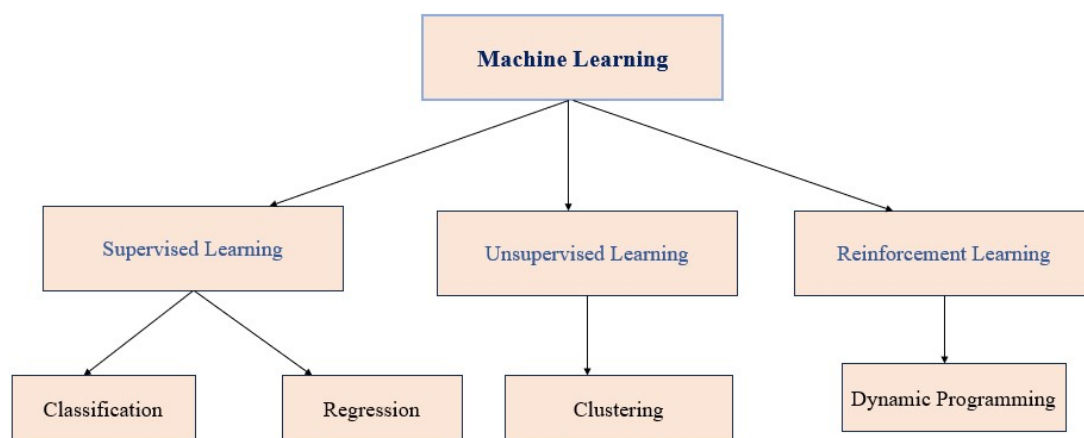 Machine Learning
Supervised Learning
Unsupervised Learning
Reinforcement Learning
Classification
Regression
Clustering
Dynamic Programming